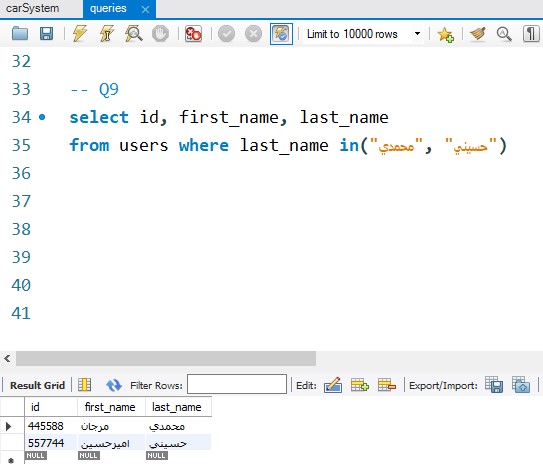 carSystem queries
Limit to 10000 rows
32
33 -- Q9
34 select id, first_name, last_name
35 from users where last_name in("محمدي", "حسيني")
36
37
38
39
40
41
Result Grid Filter Rows: Edit: Export/Import:
id first_name last_name
445588 مرجان محمدي
557744 اميرحسين حسيني
NULL NULL NULL